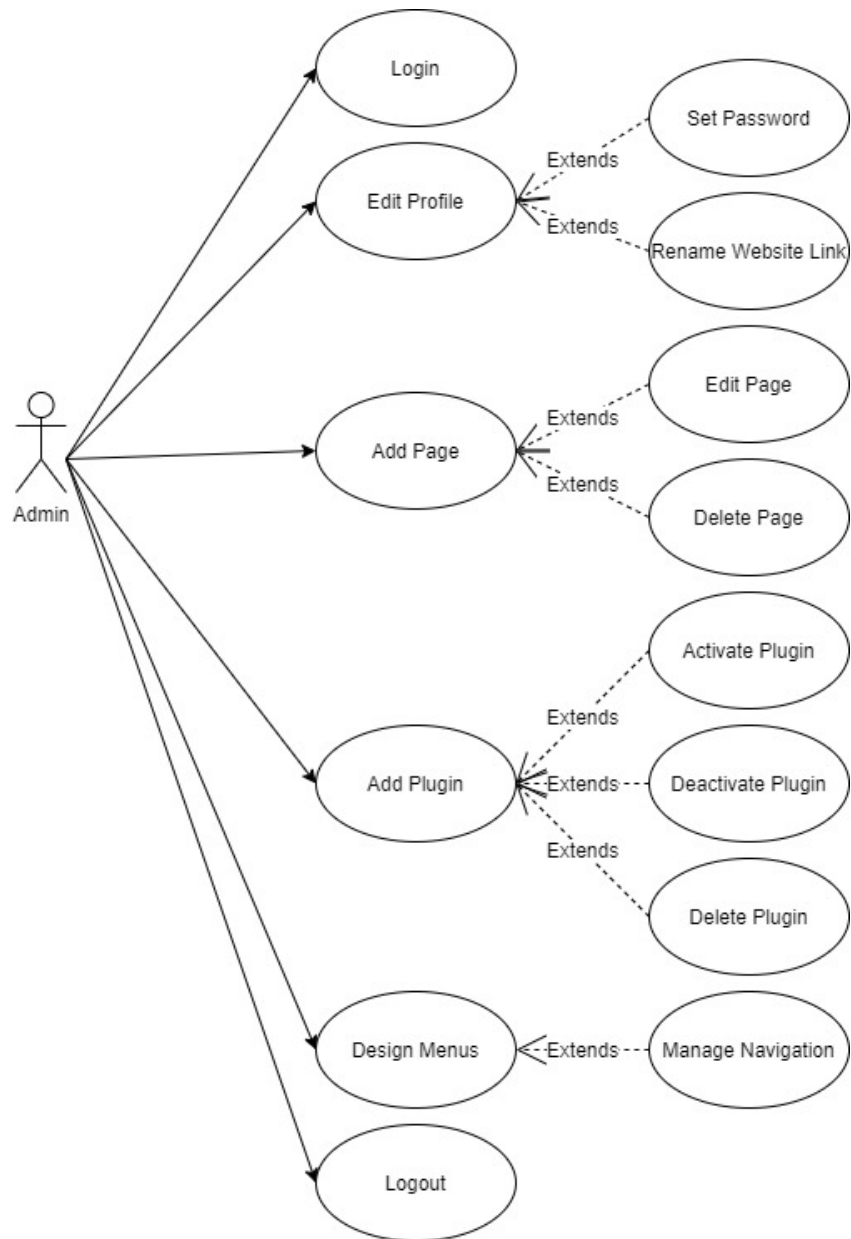 Login
Set Password
Extends
Edit Profile
Extends
Rename Website Link
Edit Page
Extends
Add Page
Extends
Delete Page
Admin
Activate Plugin
Extends
Add Plugin
Extends
Deactivate Plugin
Extends
Delete Plugin
Design Menus
Extends
Manage Navigation
Logout